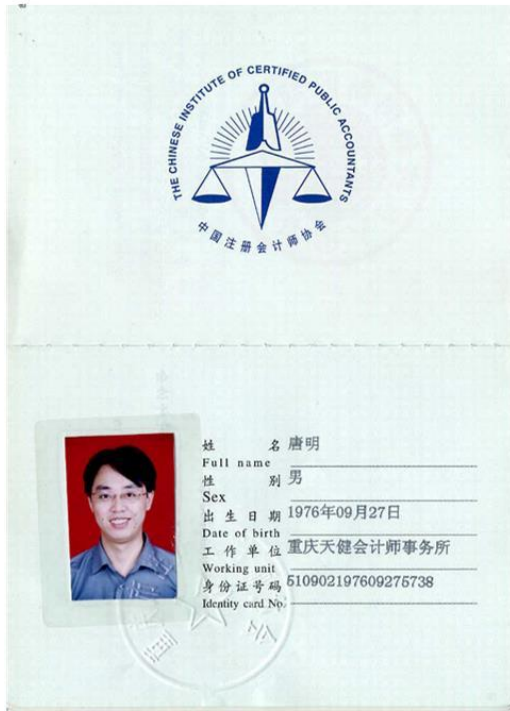 THE CHINESE INSTITUTE OF CERTIFIED PUBLIC ACCOUNTANTS
中国注册会计师协会
姓 名 唐明
Full name
性 别 男
Sex
出 生 日 期 1976年09月27日
Date of birth
工 作 单 位 重庆天健会计师事务所
Working unit
身份证号码 510902197609275738
Identity card No.